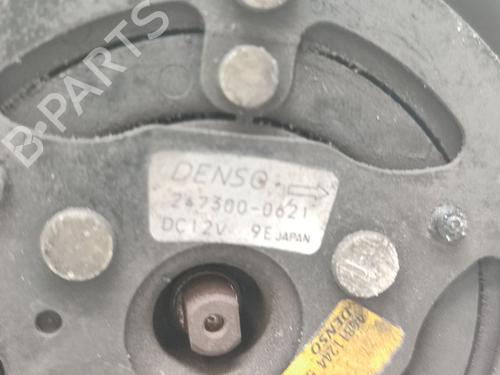 B-PARTS
DENSO
247300-0621
DC12V 9E JAPAN
DENSO